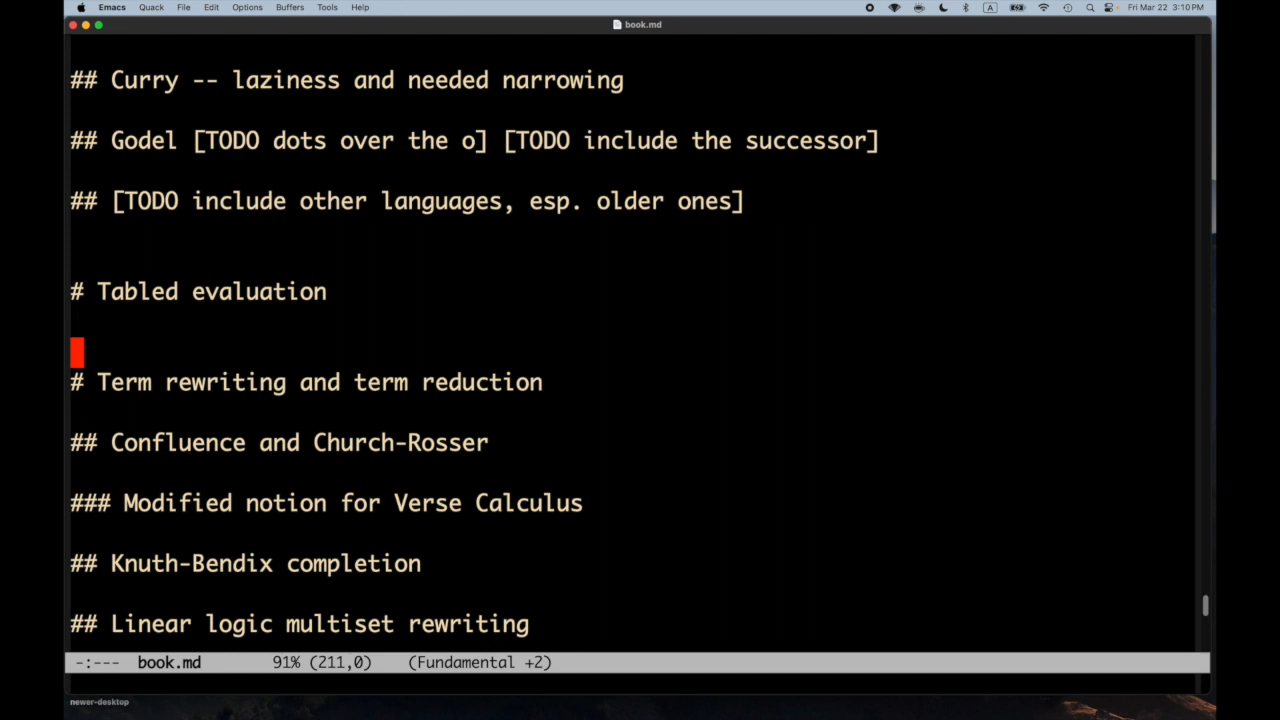 Emacs Quack File Edit Options Buffers Tools Help A Fri Mar 22 3:10 PM
book.md
## Curry -- laziness and needed narrowing
## Godel [TODO dots over the o] [TODO include the successor]
## [TODO include other languages, esp. older ones]
# Tabled evaluation
# Term rewriting and term reduction
## Confluence and Church-Rosser
### Modified notion for Verse Calculus
## Knuth-Bendix completion
## Linear logic multiset rewriting
-:--- book.md 91% (211,0) (Fundamental +2)
newer-desktop